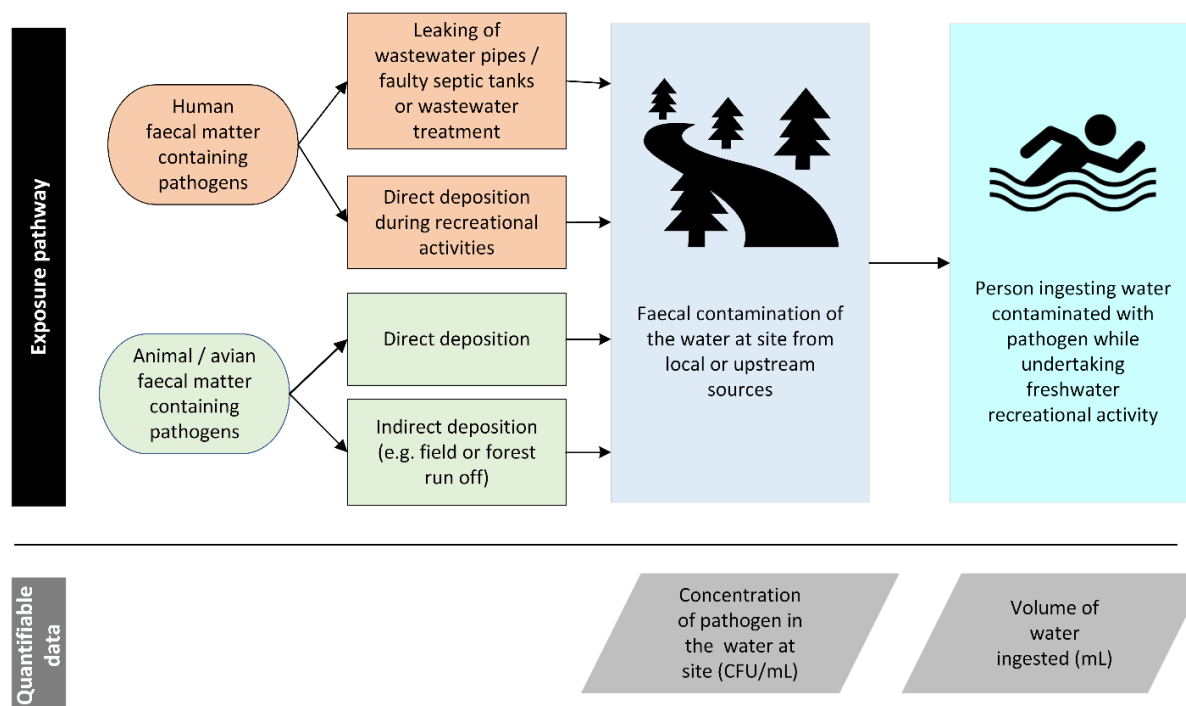 Exposure pathway
Human
faecal matter
containing
pathogens
Leaking of
wastewater pipes /
faulty septic tanks
or wastewater
treatment
Direct deposition
during recreational
activities
Animal / avian
faecal matter
containing
pathogens
Direct deposition
Indirect deposition
(e.g. field or forest
run off)
Faecal contamination of
the water at site from
local or upstream
sources
Person ingesting water
contaminated with
pathogen while
undertaking
freshwater
recreational activity
Quantifiable
data
Concentration
of pathogen in
the water at
site (CFU/mL)
Volume of
water
ingested (mL)